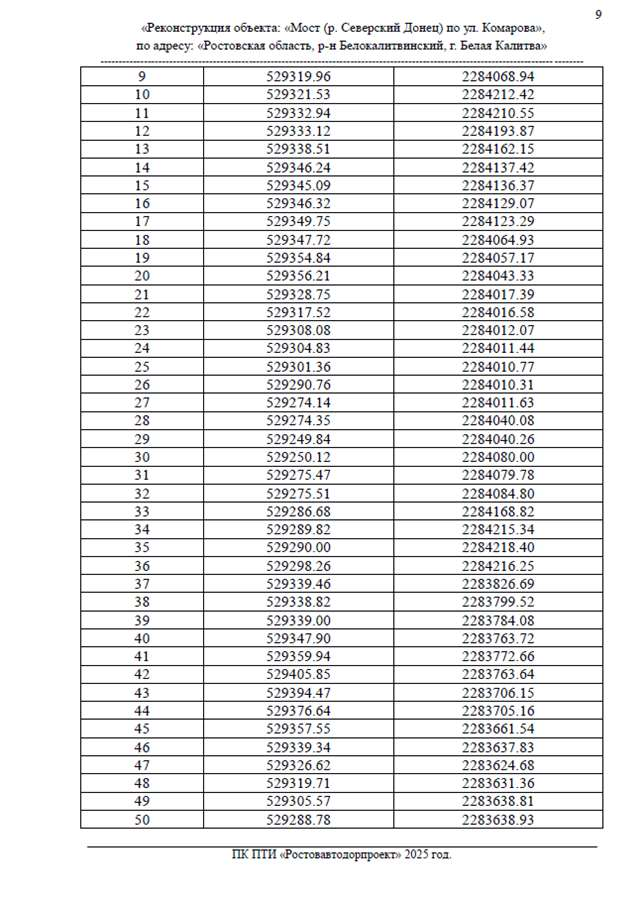 9
«Реконструкция объекта: «Мост (р. Северский Донец) по ул. Комарова»,
по адресу: «Ростовская область, р-н Белокалитвинский, г. Белая Калитва»
9 529319.96 2284068.94
10 529321.53 2284212.42
11 529332.94 2284210.55
12 529333.12 2284193.87
13 529338.51 2284162.15
14 529346.24 2284137.42
15 529345.09 2284136.37
16 529346.32 2284129.07
17 529349.75 2284123.29
18 529347.72 2284064.93
19 529354.84 2284057.17
20 529356.21 2284043.33
21 529328.75 2284017.39
22 529317.52 2284016.58
23 529308.08 2284012.07
24 529304.83 2284011.44
25 529301.36 2284010.77
26 529290.76 2284010.31
27 529274.14 2284011.63
28 529274.35 2284040.08
29 529249.84 2284040.26
30 529250.12 2284080.00
31 529275.47 2284079.78
32 529275.51 2284084.80
33 529286.68 2284168.82
34 529289.82 2284215.34
35 529290.00 2284218.40
36 529298.26 2284216.25
37 529339.46 2283826.69
38 529338.82 2283799.52
39 529339.00 2283784.08
40 529347.90 2283763.72
41 529359.94 2283772.66
42 529405.85 2283763.64
43 529394.47 2283706.15
44 529376.64 2283705.16
45 529357.55 2283661.54
46 529339.34 2283637.83
47 529326.62 2283624.68
48 529319.71 2283631.36
49 529305.57 2283638.81
50 529288.78 2283638.93
ПК ПТИ «Ростовавтодорпроект» 2025 год.